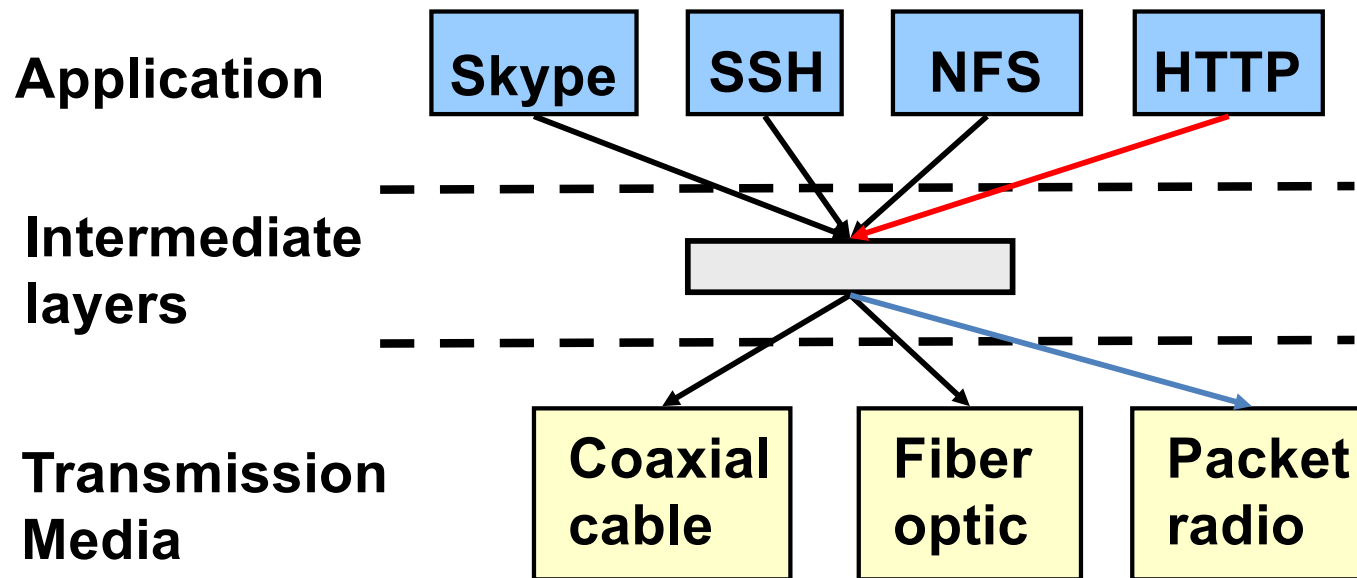 Application
Skype
SSH
NFS
HTTP
Intermediate
layers
Transmission
Media
Coaxial
cable
Fiber
optic
Packet
radio